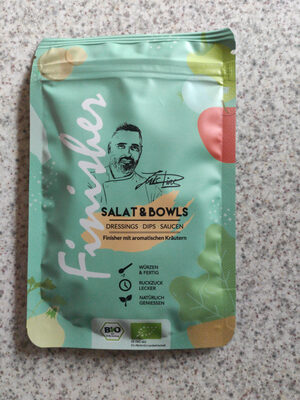 Finisher
SALAT & BOWLS
DRESSINGS DIPS SAUCEN
Finisher mit aromatischen Kräutern
WÜRZEN
& FERTIG
RUCKZUCK
LECKER
NATÜRLICH
GENIESSEN
BIO